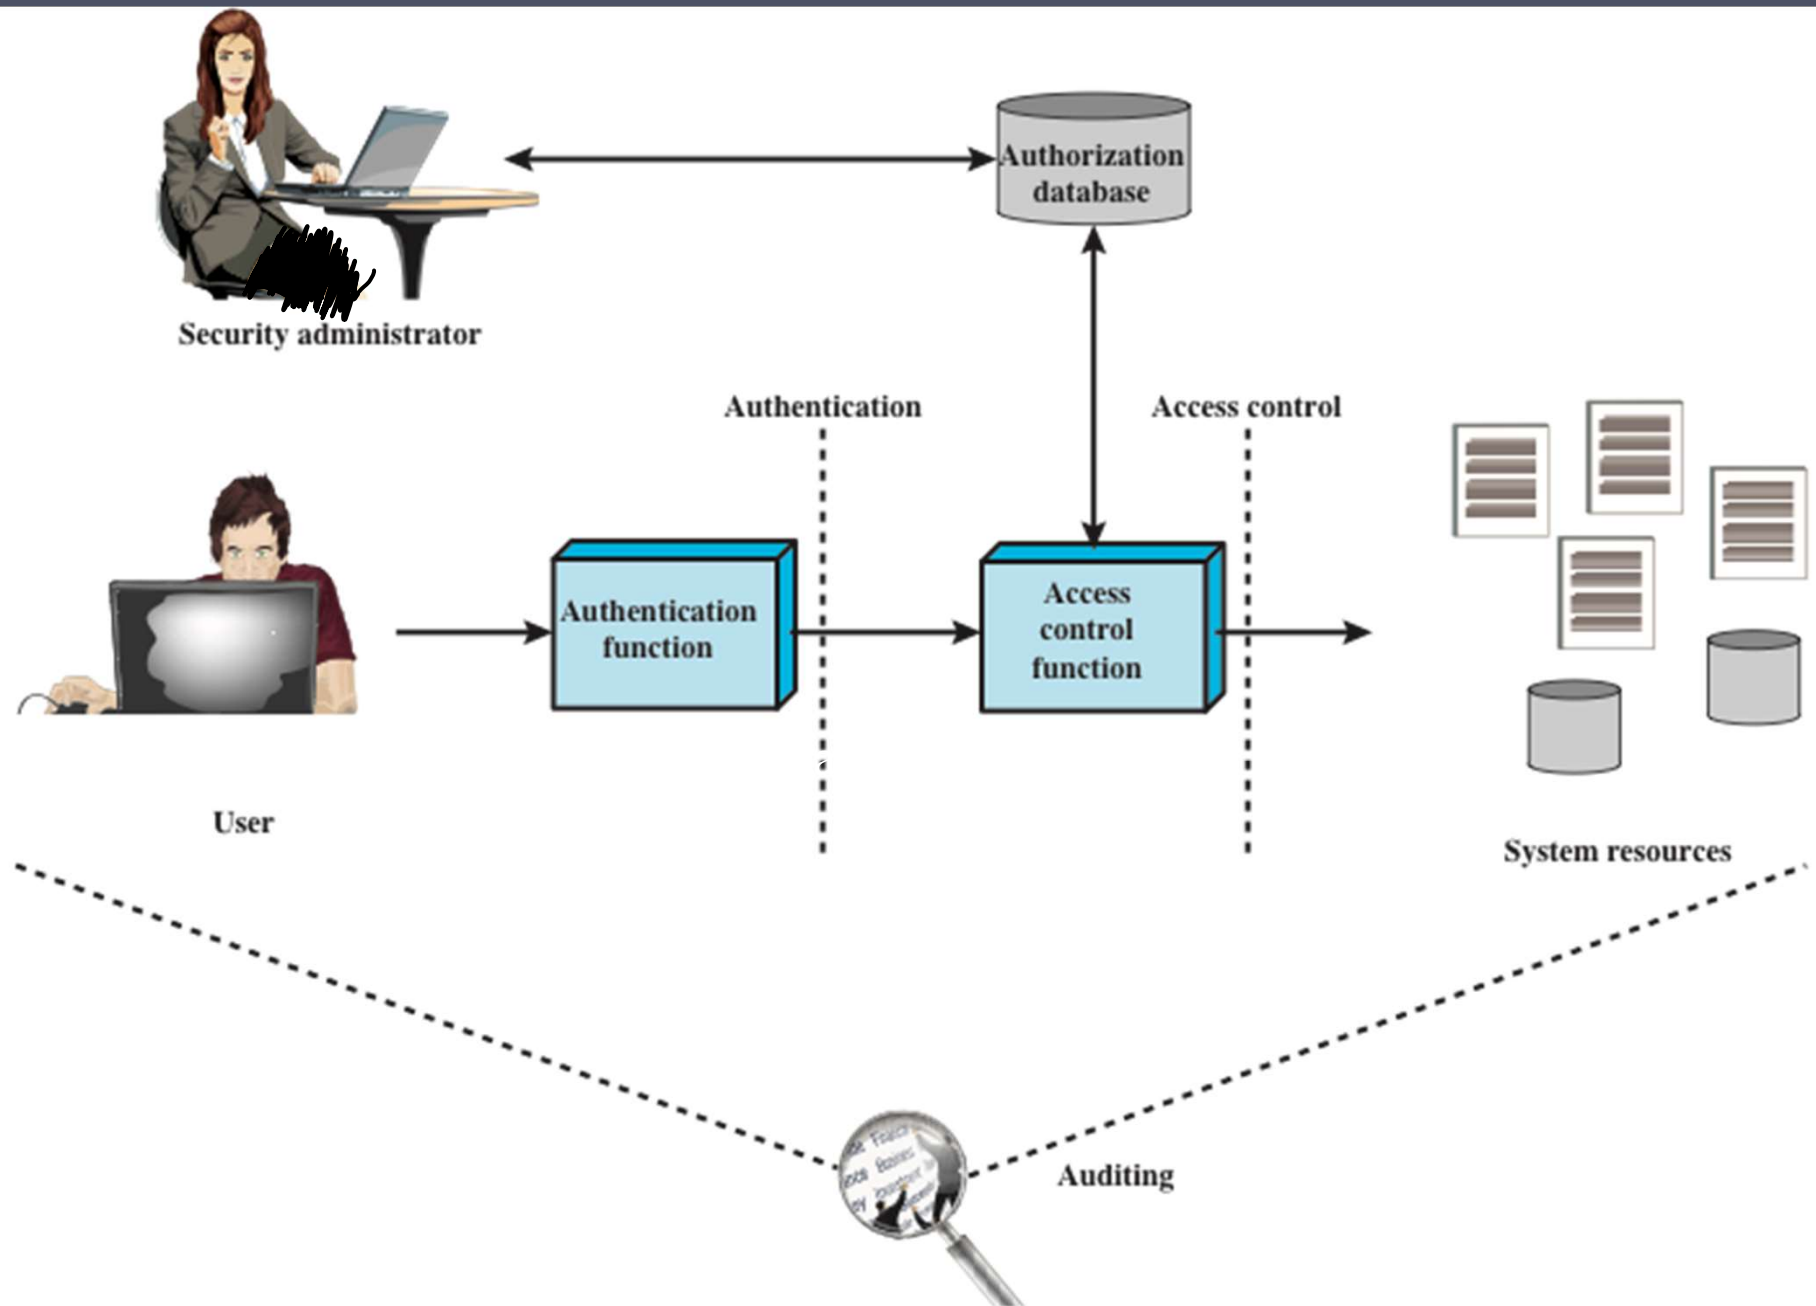 Authorization
database
Security administrator
Authentication
Access control
Authentication
function
Access
control
function
User
System resources
Auditing